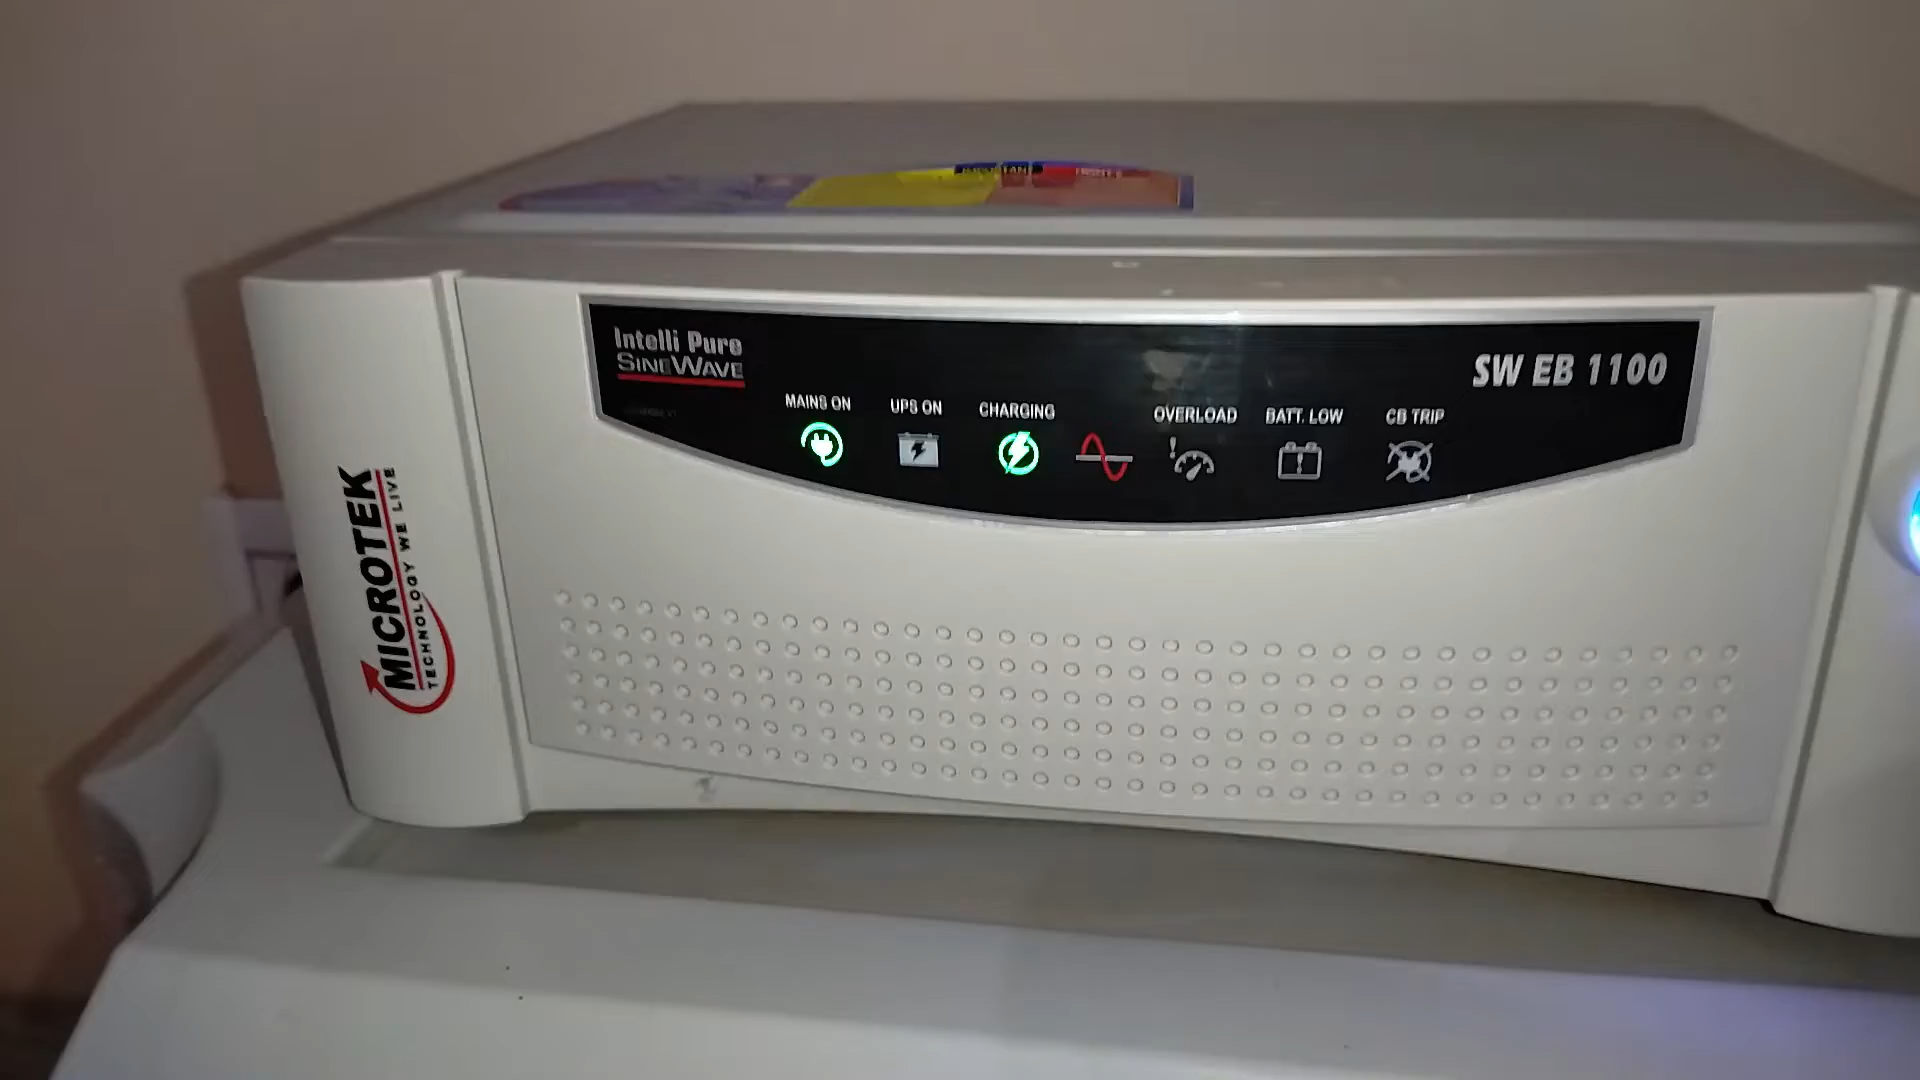 Intelli Pure
SINEWAVE
SW EB 1100
MAINS ON
UPS ON
CHARGING
OVERLOAD
BATT. LOW
CB TRIP
MICROTEK
TECHNOLOGY WE LIVE